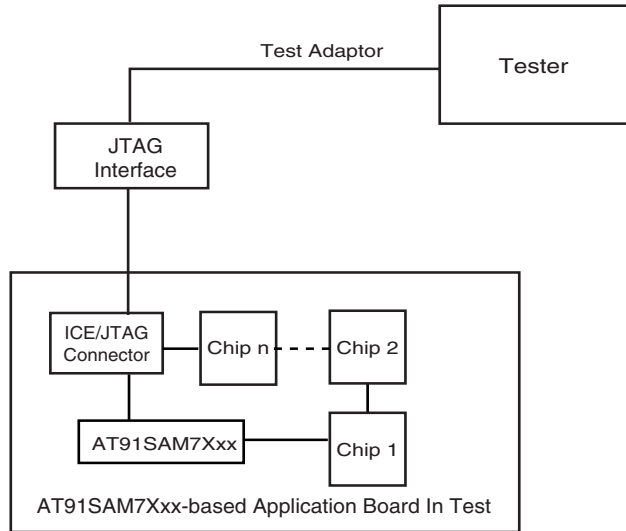 Test Adaptor
Tester
JTAG
Interface
ICE/JTAG
Connector
Chip n
Chip 2
AT91SAM7Xxx
Chip 1
AT91SAM7Xxx-based Application Board In Test